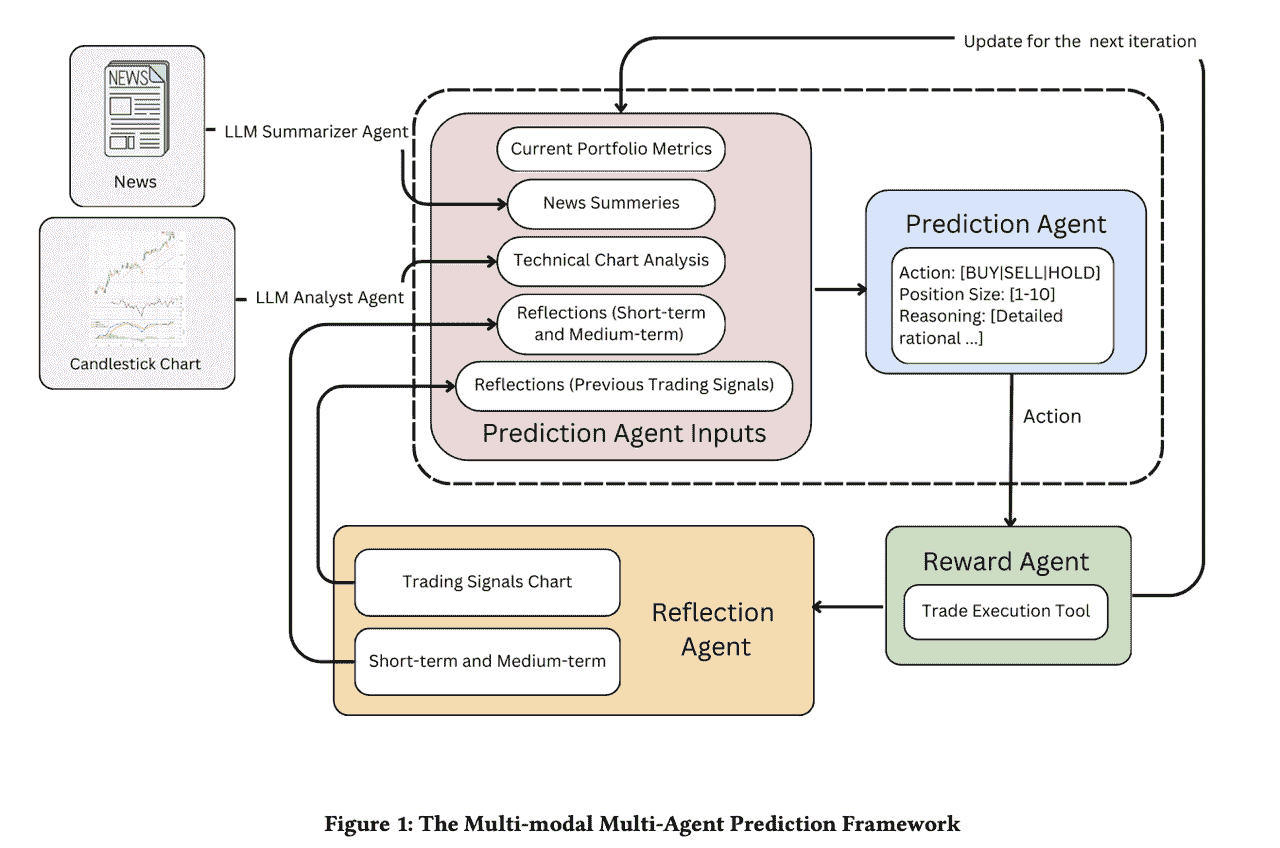 Update for the next iteration
NEWS
News
LLM Summarizer Agent
Candlestick Chart
LLM Analyst Agent
Current Portfolio Metrics
News Summeries
Technical Chart Analysis
Reflections (Short-term
and Medium-term)
Reflections (Previous Trading Signals)
Prediction Agent Inputs
Prediction Agent
Action: [BUY|SELL|HOLD]
Position Size: [1-10]
Reasoning: [Detailed
rational ...]
Action
Reward Agent
Trade Execution Tool
Reflection
Agent
Trading Signals Chart
Short-term and Medium-term
Figure 1: The Multi-modal Multi-Agent Prediction Framework